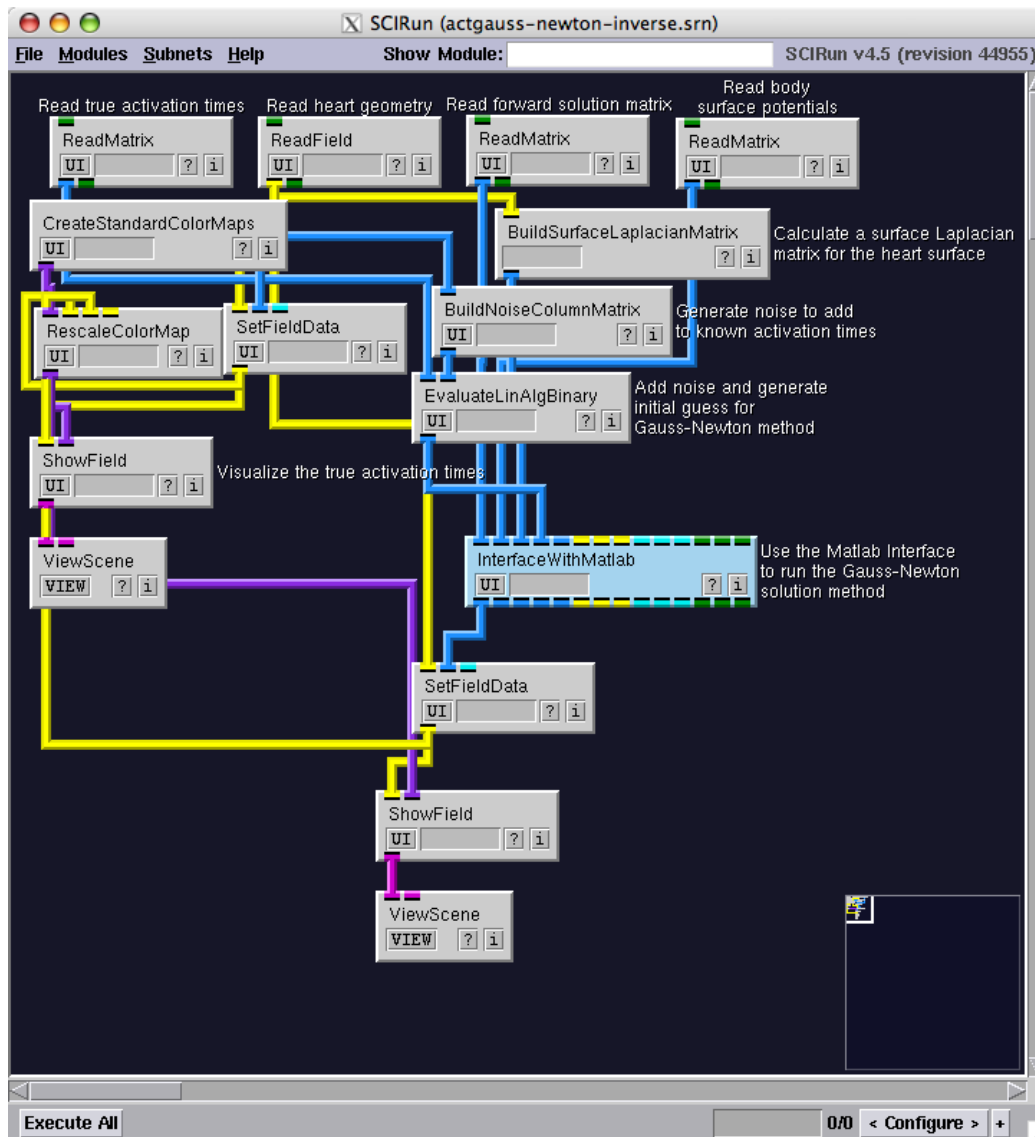 SCIRun (actgauss-newton-inverse.srn)
File Modules Subnets Help Show Module: SCIRun v4.5 (revision 44955)
Read true activation times
Read heart geometry
Read forward solution matrix
Read body
surface potentials
ReadMatrix
UI ? i
ReadField
UI ? i
ReadMatrix
UI ? i
ReadMatrix
UI ? i
CreateStandardColorMaps
UI ? i
BuildSurfaceLaplacianMatrix
? i
Calculate a surface Laplacian
matrix for the heart surface
RescaleColorMap
UI ? i
SetFieldData
UI ? i
BuildNoiseColumnMatrix
UI ? i
Generate noise to add
to known activation times
EvaluateLinAlgBinary
UI ? i
Add noise and generate
initial guess for
Gauss-Newton method
ShowField
UI ? i
Visualize the true activation times
ViewScene
VIEW ? i
InterfaceWithMatlab
UI ? i
Use the Matlab Interface
to run the Gauss-Newton
solution method
SetFieldData
UI ? i
ShowField
UI ? i
ViewScene
VIEW ? i
Execute All 0/0 < Configure > +